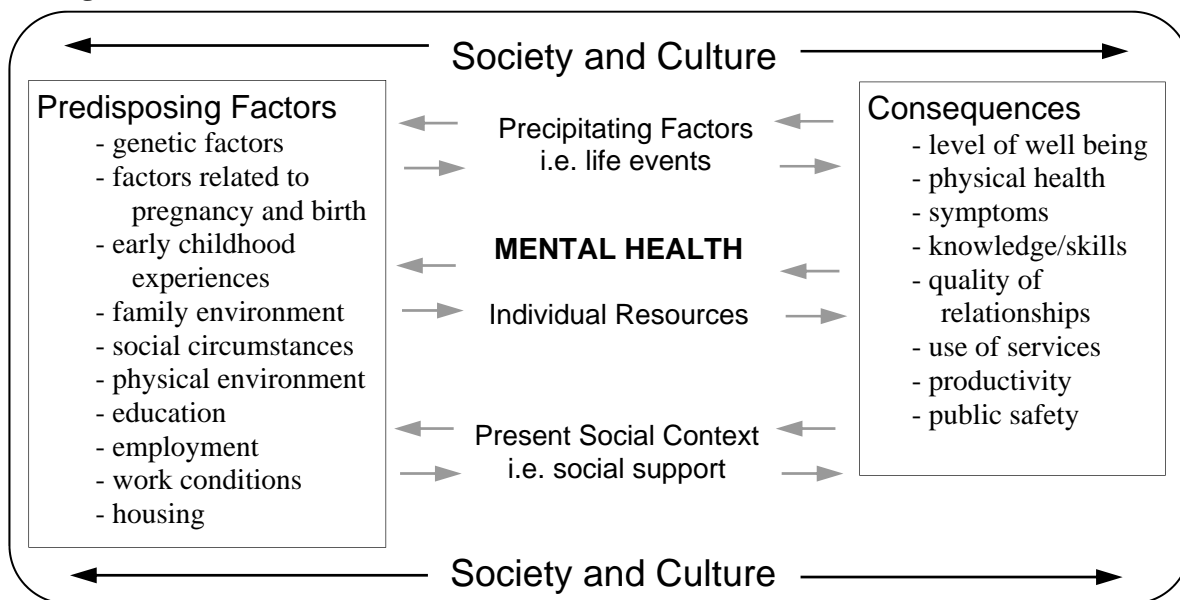 Society and Culture
Predisposing Factors
- genetic factors
- factors related to
pregnancy and birth
- early childhood
experiences
- family environment
- social circumstances
- physical environment
- education
- employment
- work conditions
- housing
Precipitating Factors
i.e. life events
MENTAL HEALTH
Individual Resources
Present Social Context
i.e. social support
Consequences
- level of well being
- physical health
- symptoms
- knowledge/skills
- quality of
relationships
- use of services
- productivity
- public safety
Society and Culture